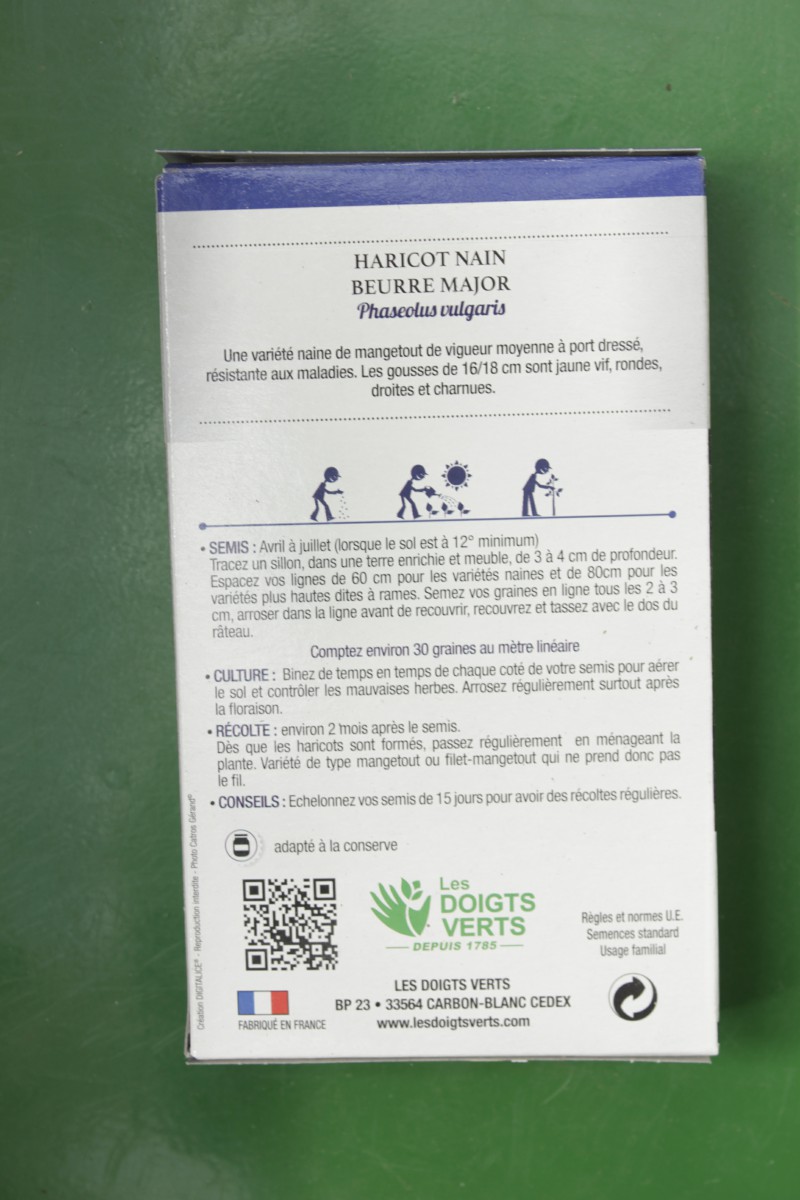 HARICOT NAIN
BEURRE MAJOR
Phaseolus vulgaris
Une variété naine de mangetout de vigueur moyenne à port dressé,
résistante aux maladies. Les gousses de 16/18 cm sont jaune vif, rondes,
droites et charnues.
• SEMIS : Avril à juillet (lorsque le sol est à 12° minimum)
Tracez un sillon, dans une terre enrichie et meuble, de 3 à 4 cm de profondeur.
Espacez vos lignes de 60 cm pour les variétés naines et de 80cm pour les
variétés plus hautes dites à rames. Semez vos graines en ligne tous les 2 à 3
cm, arroser dans la ligne avant de recouvrir, recouvrez et tassez avec le dos du
râteau.
Comptez environ 30 graines au mètre linéaire
• CULTURE : Binez de temps en temps de chaque coté de votre semis pour aérer
le sol et contrôler les mauvaises herbes. Arrosez régulièrement surtout après
la floraison.
• RÉCOLTE : environ 2 mois après le semis.
Dès que les haricots sont formés, passez régulièrement en ménageant la
plante. Variété de type mangetout ou filet-mangetout qui ne prend donc pas
le fil.
• CONSEILS : Echelonnez vos semis de 15 jours pour avoir des récoltes régulières.
adapté à la conserve
Création DIGITALICE® - Reproduction interdite - Photo Catros Gérand®
Les
DOIGTS
VERTS
DEPUIS 1785
Règles et normes U.E.
Semences standard
Usage familial
FABRIQUÉ EN FRANCE
LES DOIGTS VERTS
BP 23 • 33564 CARBON-BLANC CEDEX
www.lesdoigtsverts.com